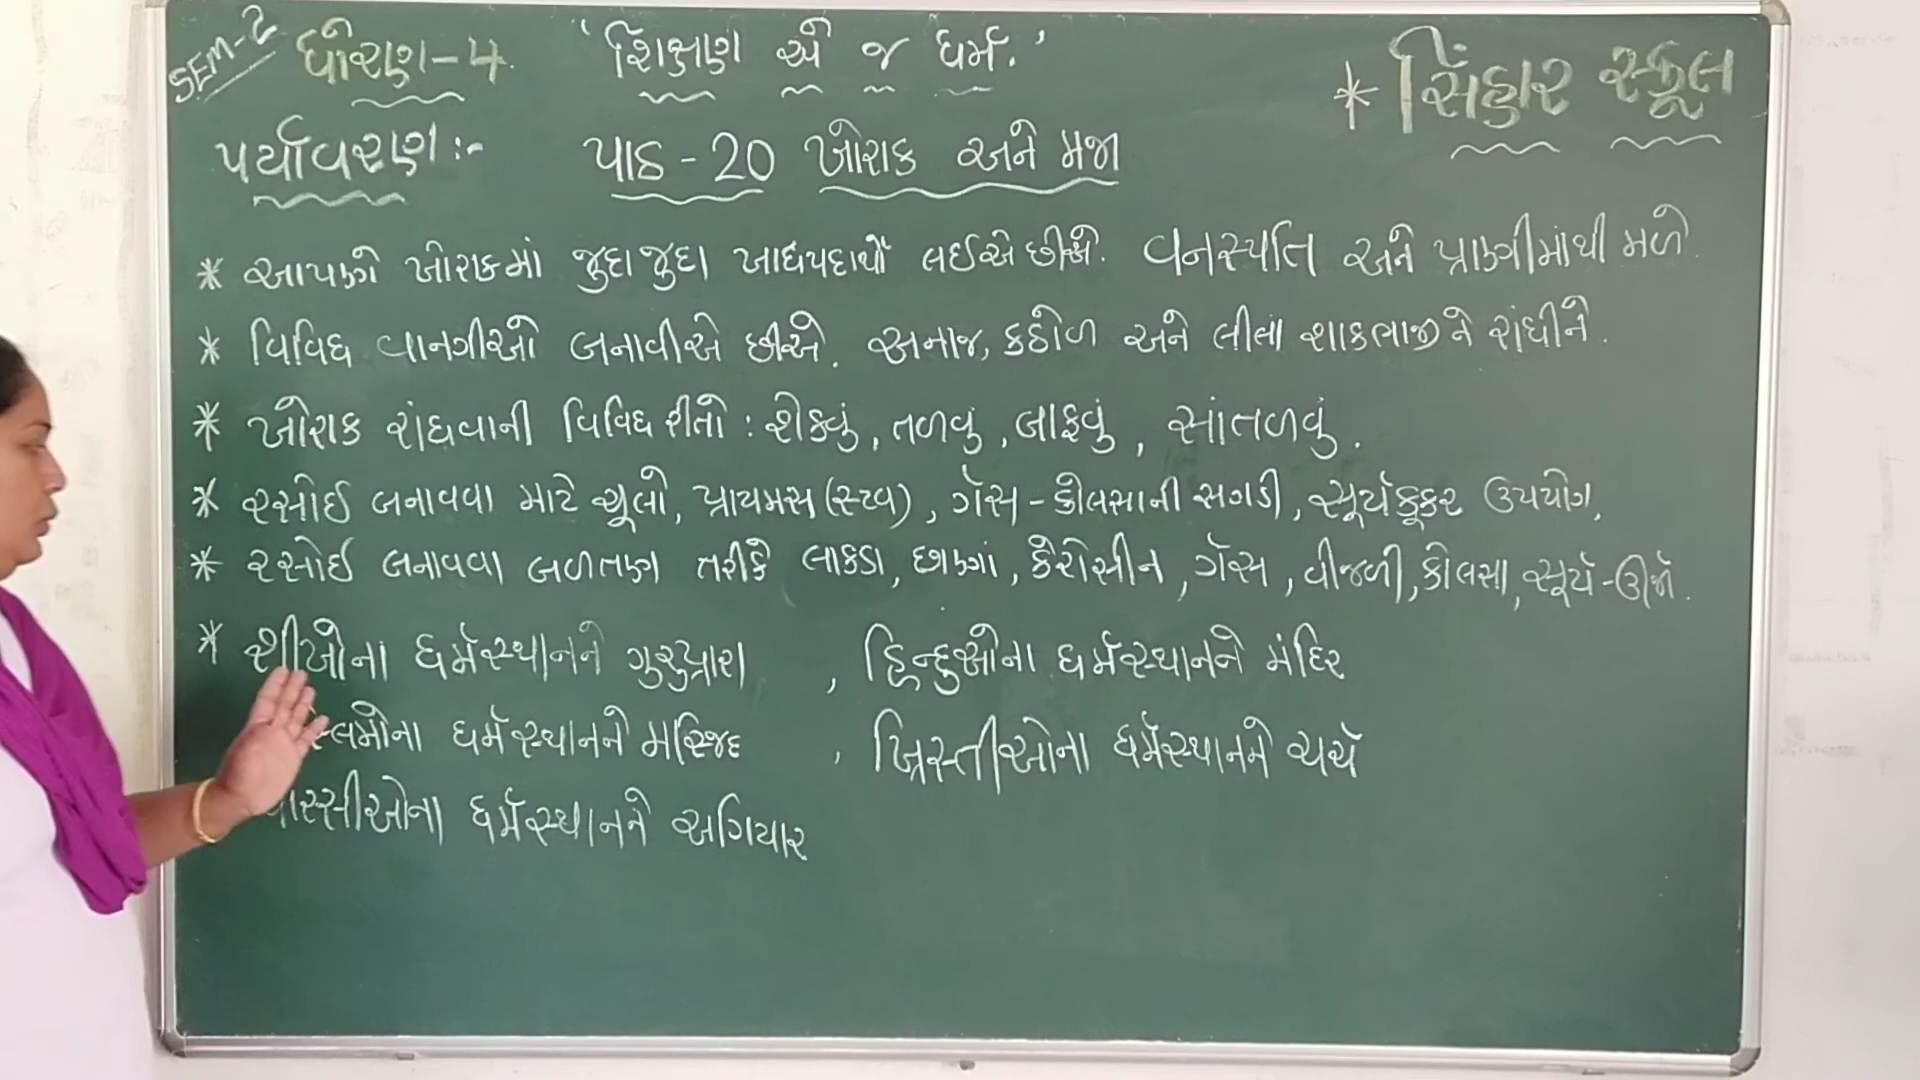 SEM-2 ધોરણ-4. 'શિક્ષણ એ જ ધર્મ.' * સિંહાર સ્કૂલ
પર્યાવરણ :- પાઠ - 20 ખોરાક અને મજા
* આપણે ખોરાકમાં જુદા જુદા ખાદ્યપદાર્થો લઈએ છીએ. વનસ્પતિ અને પ્રાણીમાંથી મળે.
* વિવિધ વાનગીઓ બનાવીએ છીએ. અનાજ, કઠોળ અને લીલા શાકભાજીને રાંધીને.
* ખોરાક રાંધવાની વિવિધ રીતો : શેકવું, તળવું, બાફવું, સાંતળવું.
* રસોઈ બનાવવા માટે ચૂલો, પ્રાયમસ (સ્ટવ), ગેસ - કોલસાની સગડી, સૂર્યકૂકર ઉપયોગ.
* રસોઈ બનાવવા બળતણ તરીકે લાકડા, છાણાં, કેરોસીન, ગેસ, વીજળી, કોલસા, સૂર્ય-ઊર્જા.
* શીખોના ધર્મસ્થાનને ગુરુદ્વારા, હિન્દુઓના ધર્મસ્થાનને મંદિર
સ્લમોના ધર્મસ્થાનને મસ્જિદ, ખ્રિસ્તીઓના ધર્મસ્થાનને ચર્ચ
પારસીઓના ધર્મસ્થાનને અગિયાર